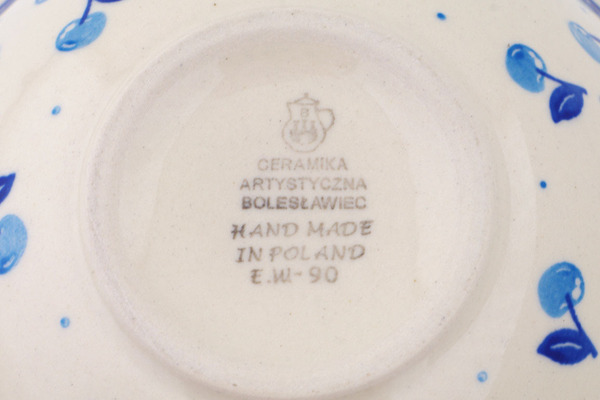 CERAMIKA
ARTYSTYCZNA
BOLESŁAWIEC
HAND MADE
IN POLAND
E.W-90